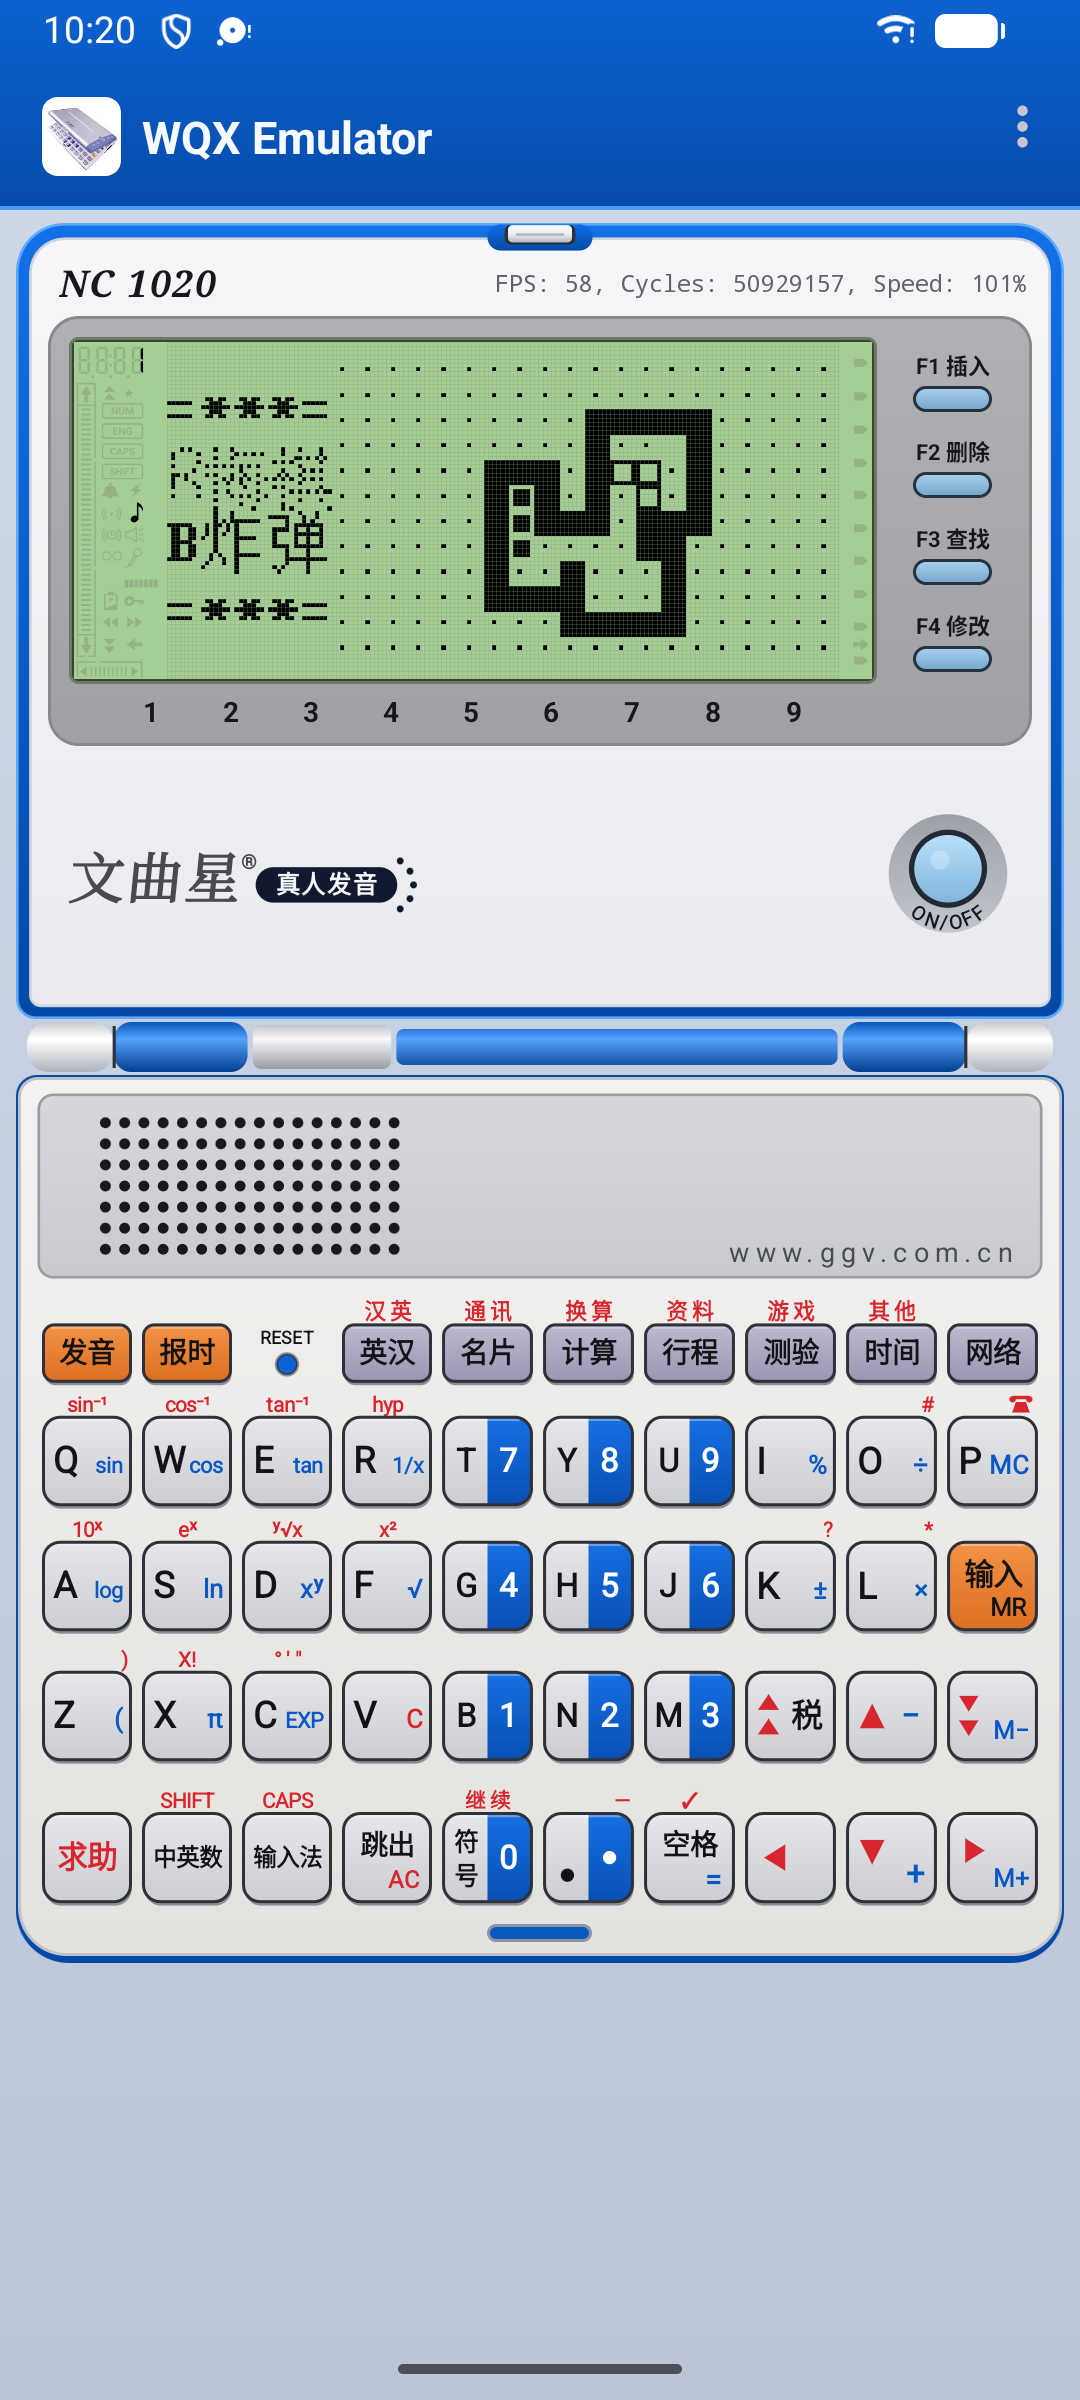 10:20
WQX Emulator
NC 1020
FPS: 58, Cycles: 50929157, Speed: 101%
NUM
ENG
CAPS
SHIFT
B炸弹
F1 插入
F2 删除
F3 查找
F4 修改
1 2 3 4 5 6 7 8 9
文曲星® 真人发音
ON/OFF
www.ggv.com.cn
汉英 通讯 换算 资料 游戏 其他
发音 报时 RESET 英汉 名片 计算 行程 测验 时间 网络
sin⁻¹ cos⁻¹ tan⁻¹ hyp #
Q sin W cos E tan R 1/x T 7 Y 8 U 9 I % O ÷ P MC
10ˣ eˣ ʸ√x x² ? *
A log S ln D xʸ F √ G 4 H 5 J 6 K ± L × 输入 MR
) X! ° ' "
Z ( X π C EXP V C B 1 N 2 M 3 税 − M−
SHIFT CAPS 继续 − ✓
求助 中英数 输入法 跳出 AC 符号 0 . • 空格 = + M+